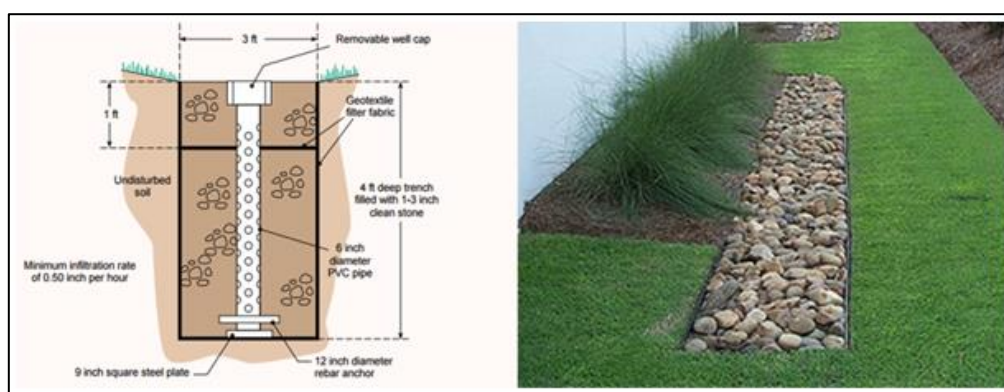 3 ft
Removable well cap
1 ft
Geotextile
filter fabric
Undisturbed
soil
4 ft deep trench
filled with 1-3 inch
clean stone
6 inch
diameter
PVC pipe
Minimum infiltration rate
of 0.50 inch per hour
12 inch diameter
rebar anchor
9 inch square steel plate